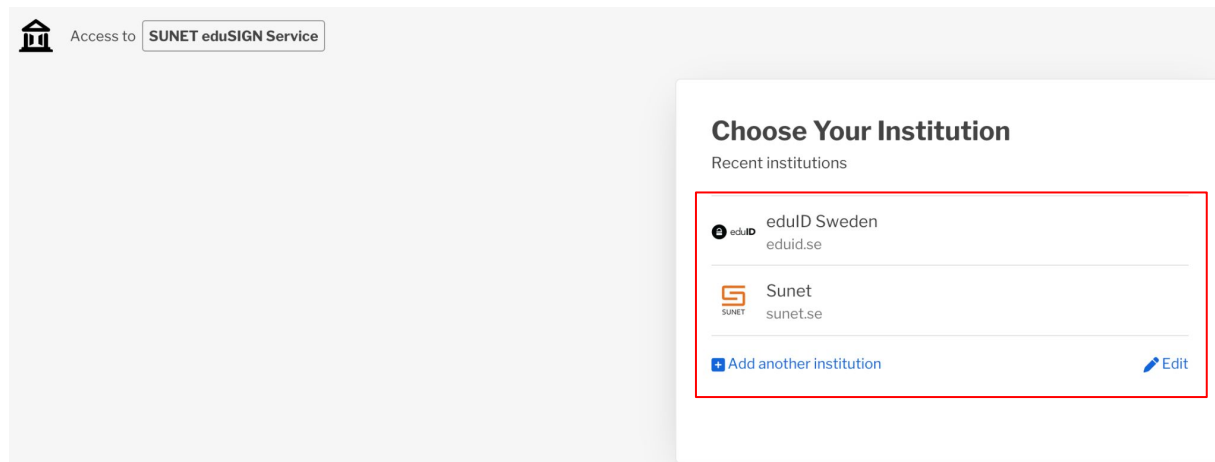 Access to SUNET eduSIGN Service
Choose Your Institution
Recent institutions
eduID eduID Sweden
eduid.se
SUNET Sunet
sunet.se
Add another institution Edit